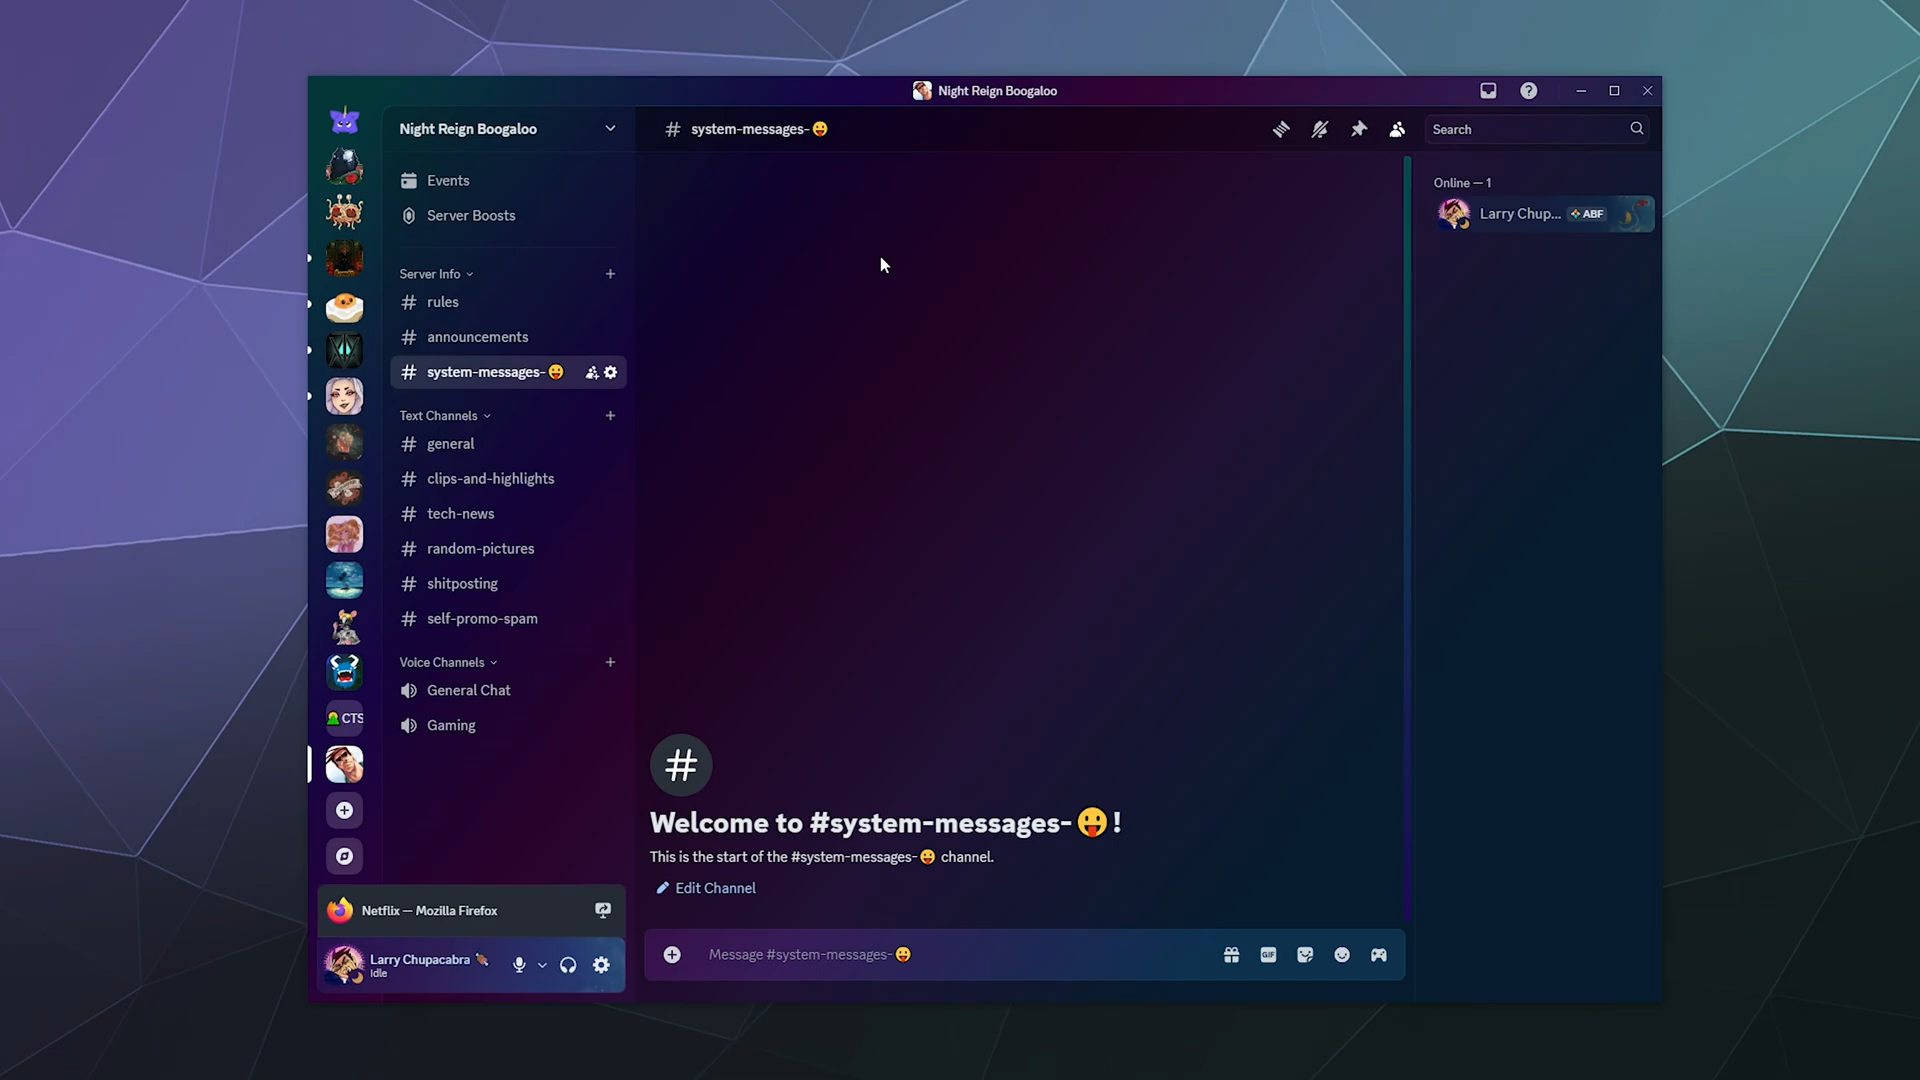 Night Reign Boogaloo
Night Reign Boogaloo
system-messages-😛
Search
Events
Server Boosts
Server Info
rules
announcements
system-messages-😛
Text Channels
general
clips-and-highlights
tech-news
random-pictures
shitposting
self-promo-spam
Voice Channels
General Chat
Gaming
CTS
Netflix — Mozilla Firefox
Larry Chupacabra
Idle
Welcome to #system-messages-😛!
This is the start of the #system-messages-😛 channel.
Edit Channel
Message #system-messages-😛
GIF
Online — 1
Larry Chup... ABF